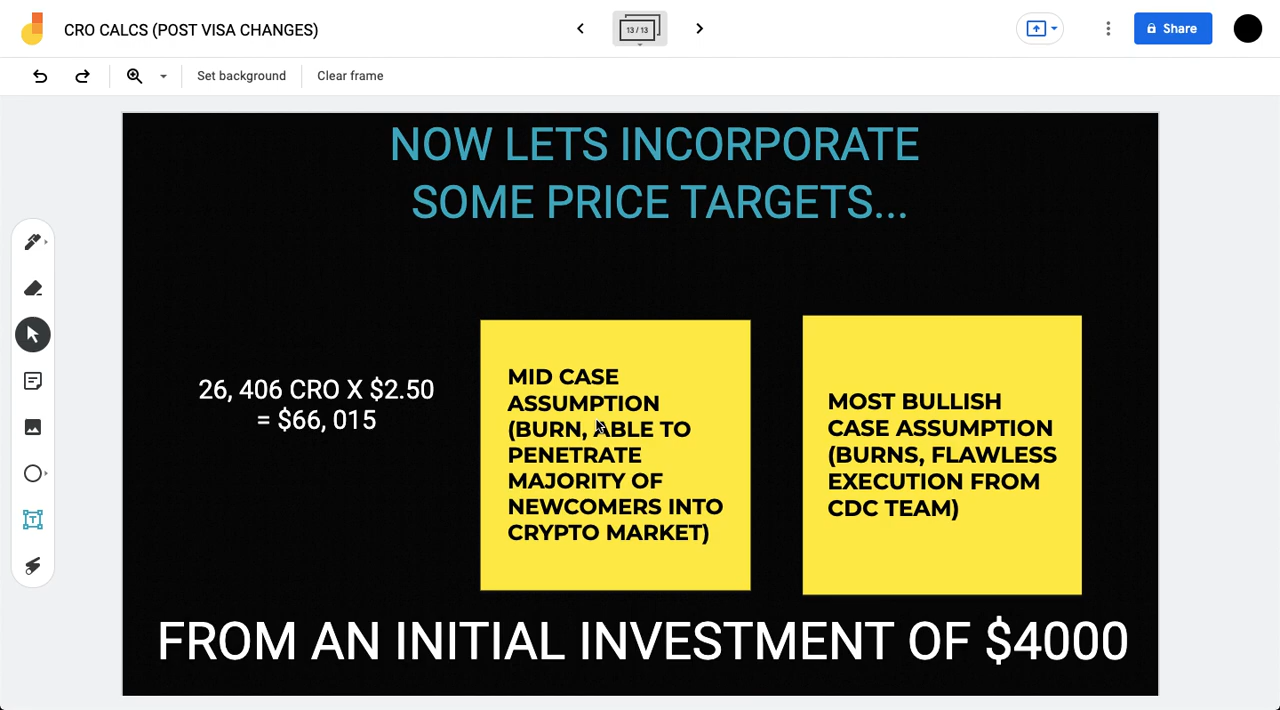 CRO CALCS (POST VISA CHANGES)
13 / 13
Share
Set background
Clear frame
NOW LETS INCORPORATE
SOME PRICE TARGETS...
26, 406 CRO X $2.50
= $66, 015
MID CASE
ASSUMPTION
(BURN, ABLE TO
PENETRATE
MAJORITY OF
NEWCOMERS INTO
CRYPTO MARKET)
MOST BULLISH
CASE ASSUMPTION
(BURNS, FLAWLESS
EXECUTION FROM
CDC TEAM)
FROM AN INITIAL INVESTMENT OF $4000